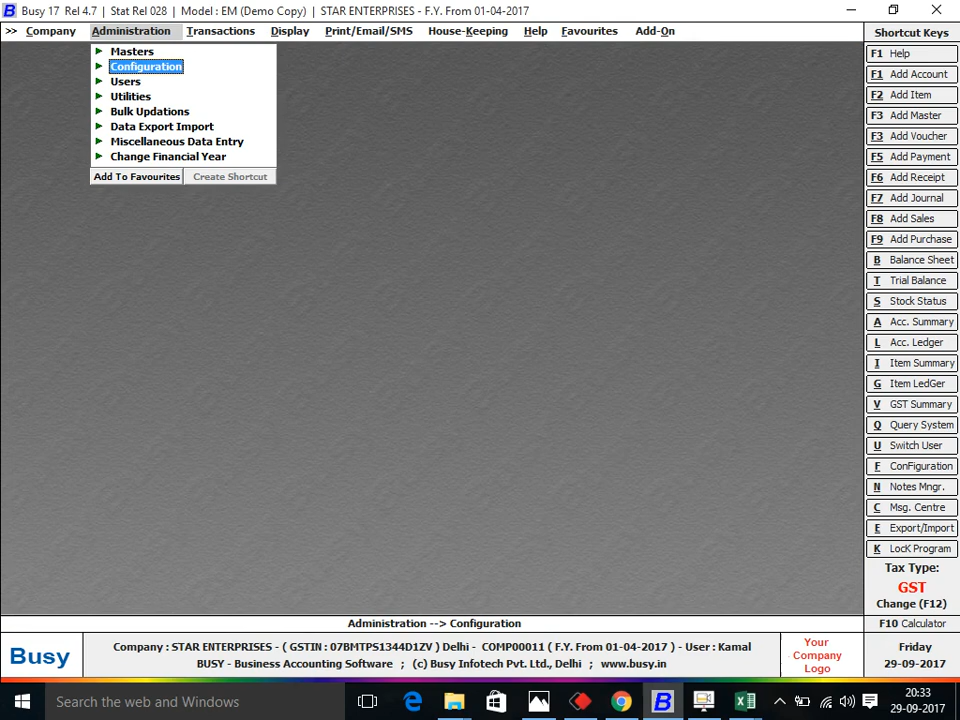 Busy 17 Rel 4.7 | Stat Rel 028 | Model : EM (Demo Copy) | STAR ENTERPRISES - F.Y. From 01-04-2017
>> Company Administration Transactions Display Print/Email/SMS House-Keeping Help Favourites Add-On
Masters
Configuration
Users
Utilities
Bulk Updations
Data Export Import
Miscellaneous Data Entry
Change Financial Year
Add To Favourites Create Shortcut
Shortcut Keys
F1 Help
F1 Add Account
F2 Add Item
F3 Add Master
F3 Add Voucher
F5 Add Payment
F6 Add Receipt
F7 Add Journal
F8 Add Sales
F9 Add Purchase
B Balance Sheet
T Trial Balance
S Stock Status
A Acc. Summary
L Acc. Ledger
I Item Summary
G Item LedGer
V GST Summary
Q Query System
U Switch User
F ConFiguration
N Notes Mngr.
C Msg. Centre
E Export/Import
K LocK Program
Tax Type:
GST
Change (F12)
F10 Calculator
Administration --> Configuration
Busy
Company : STAR ENTERPRISES - ( GSTIN : 07BMTPS1344D1ZV ) Delhi - COMP00011 ( F.Y. From 01-04-2017 ) - User : Kamal
BUSY - Business Accounting Software ; (c) Busy Infotech Pvt. Ltd., Delhi ; www.busy.in
Your
Company
Logo
Friday
29-09-2017
Search the web and Windows
20:33
29-09-2017